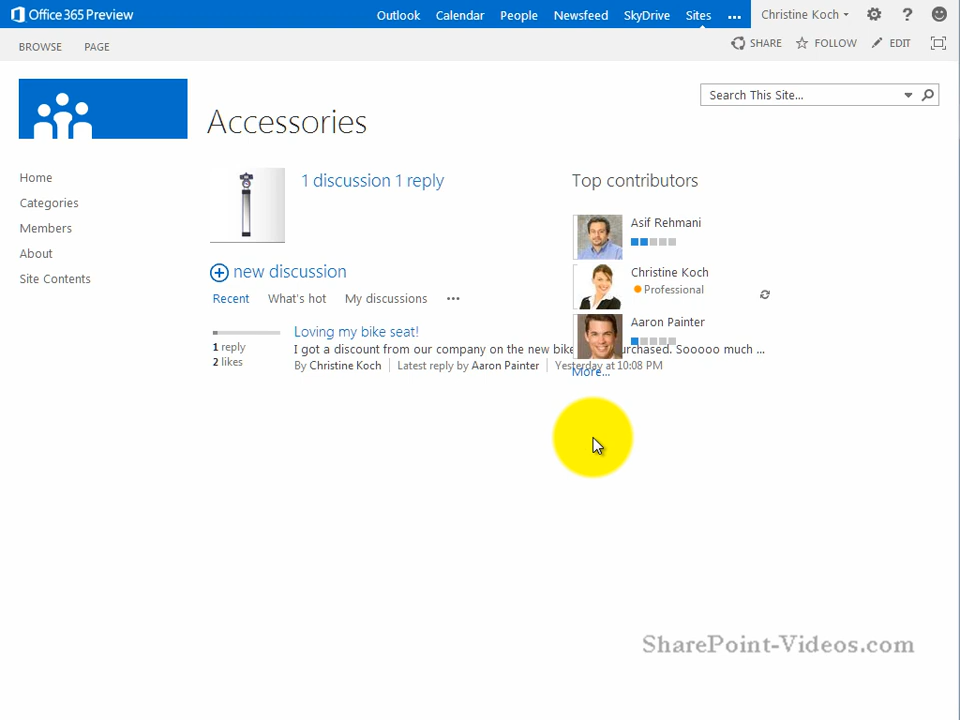 Office 365 Preview
Outlook Calendar People Newsfeed SkyDrive Sites ... Christine Koch
BROWSE PAGE
SHARE FOLLOW EDIT
Search This Site...
Accessories
Home
Categories
Members
About
Site Contents
1 discussion 1 reply
new discussion
Recent What's hot My discussions ...
1 reply
2 likes
Loving my bike seat!
I got a discount from our company on the new bike purchased. Sooooo much ...
By Christine Koch Latest reply by Aaron Painter Yesterday at 10:08 PM
Top contributors
Asif Rehmani
Christine Koch
Professional
Aaron Painter
More...
SharePoint-Videos.com